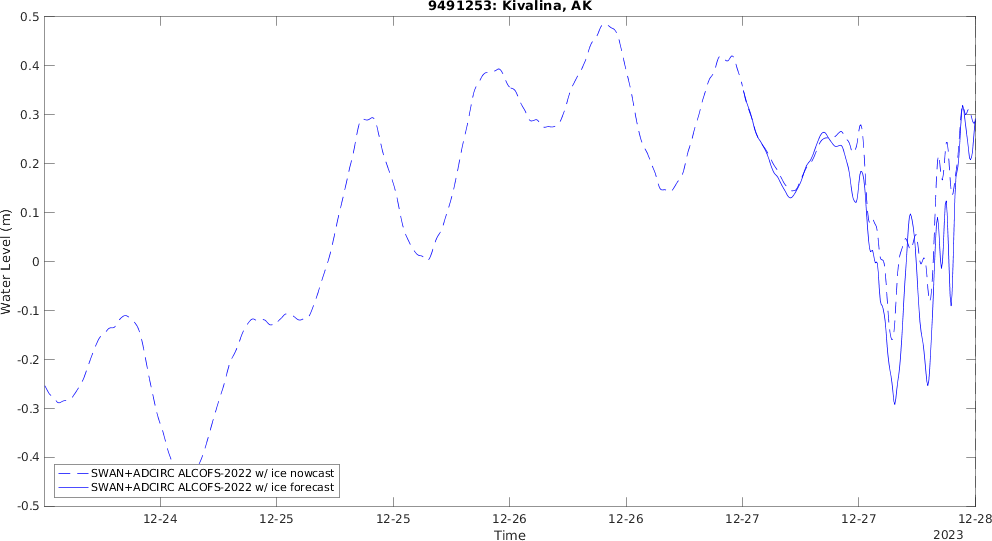 9491253: Kivalina, AK
0.5
0.4
0.3
0.2
0.1
0
-0.1
-0.2
-0.3
-0.4
-0.5
Water Level (m)
SWAN+ADCIRC ALCOFS-2022 w/ ice nowcast
SWAN+ADCIRC ALCOFS-2022 w/ ice forecast
12-24 12-25 12-25 12-26 12-26 12-27 12-27 12-28
Time
2023